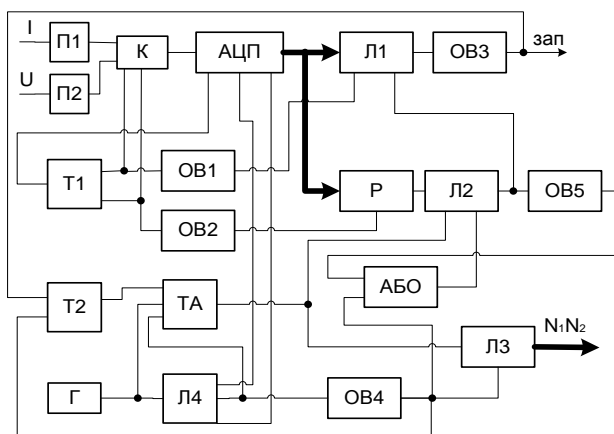 I П1 К АЦП Л1 ОВ3 зап
U П2
Т1 ОВ1 Р Л2 ОВ5
ОВ2
Т2 ТА АБО
Л3 N₁N₂
Г Л4 ОВ4